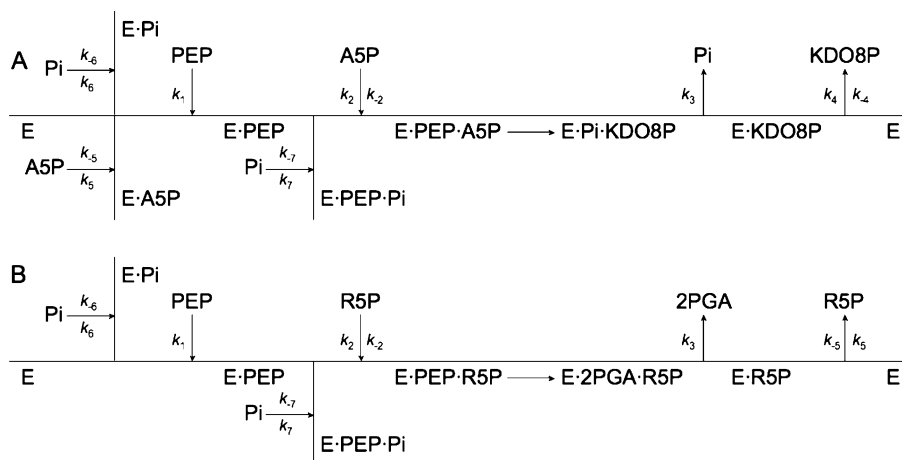 E·Pi
A
Pi k-6 k6
PEP
k1
A5P
k2 k-2
Pi
k3
KDO8P
k4 k-4
E
E·PEP
E·PEP·A5P
E·Pi·KDO8P
E·KDO8P
E
A5P k-5 k5
Pi k-7 k7
E·A5P
E·PEP·Pi
B
E·Pi
Pi k-6 k6
PEP
k1
R5P
k2 k-2
2PGA
k3
R5P
k-5 k5
E
E·PEP
E·PEP·R5P
E·2PGA·R5P
E·R5P
E
Pi k-7 k7
E·PEP·Pi